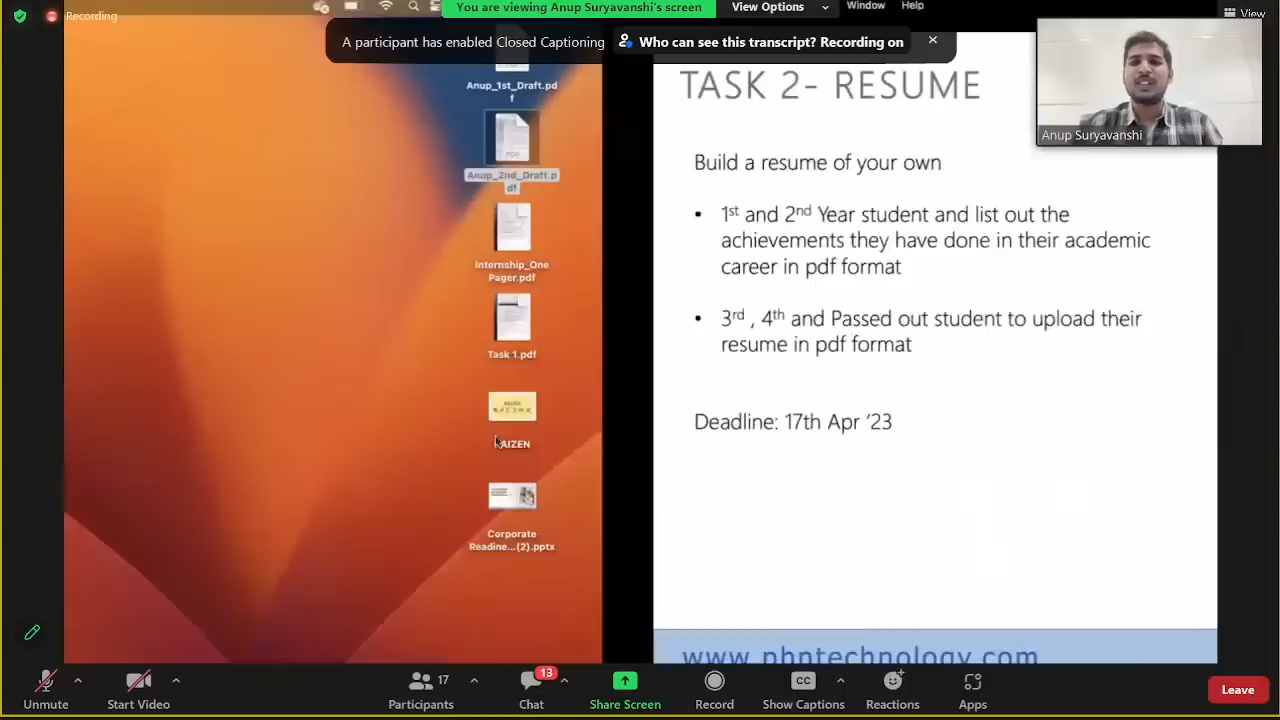 Recording
You are viewing Anup Suryavanshi's screen
View Options
Window
Help
View
A participant has enabled Closed Captioning
Who can see this transcript? Recording on
Anup Suryavanshi
Anup_1st_Draft.pd
f
Anup_2nd_Draft.p
df
Internship_One
Pager.pdf
Task 1.pdf
KAIZEN
Corporate
Readine...(2).pptx
TASK 2- RESUME
Build a resume of your own
• 1st and 2nd Year student and list out the
achievements they have done in their academic
career in pdf format
• 3rd , 4th and Passed out student to upload their
resume in pdf format
Deadline: 17th Apr '23
www.phntechnology.com
Unmute
Start Video
17
Participants
13
Chat
Share Screen
Record
CC
Show Captions
Reactions
Apps
Leave